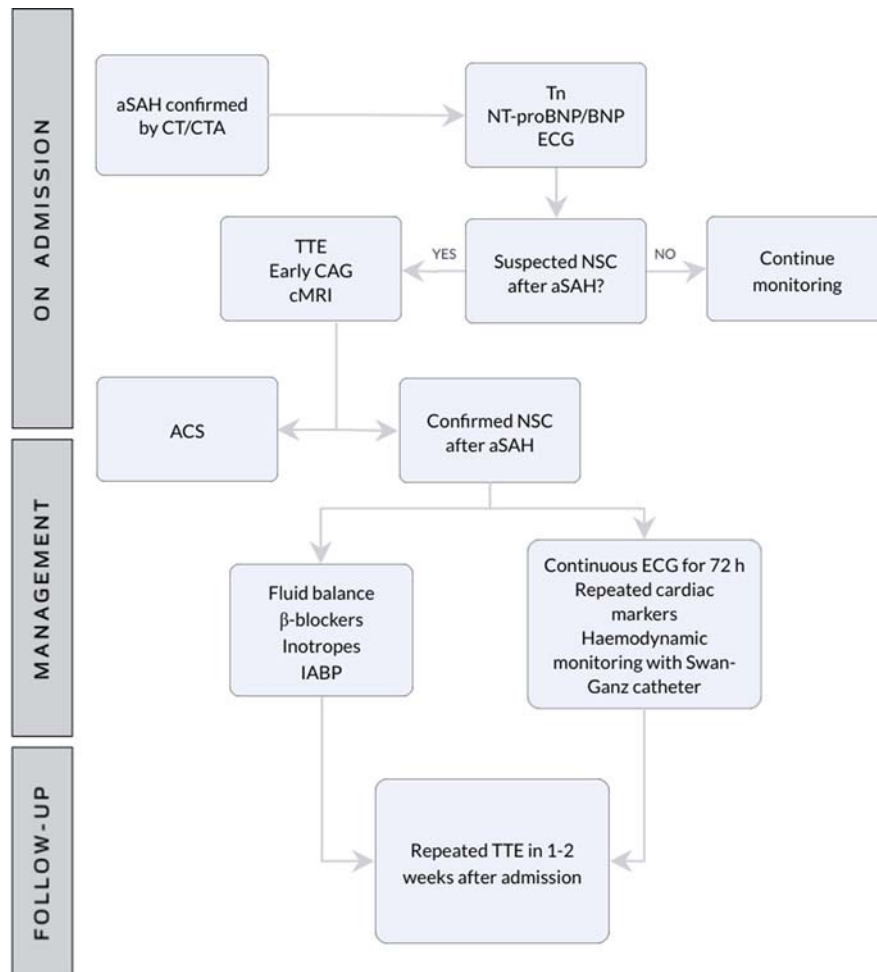 ON ADMISSION
aSAH confirmed
by CT/CTA
Tn
NT-proBNP/BNP
ECG
TTE
Early CAG
cMRI
YES
Suspected NSC
after aSAH?
NO
Continue
monitoring
ACS
Confirmed NSC
after aSAH
MANAGEMENT
Fluid balance
β-blockers
Inotropes
IABP
Continuous ECG for 72 h
Repeated cardiac
markers
Haemodynamic
monitoring with Swan-
Ganz catheter
FOLLOW-UP
Repeated TTE in 1-2
weeks after admission